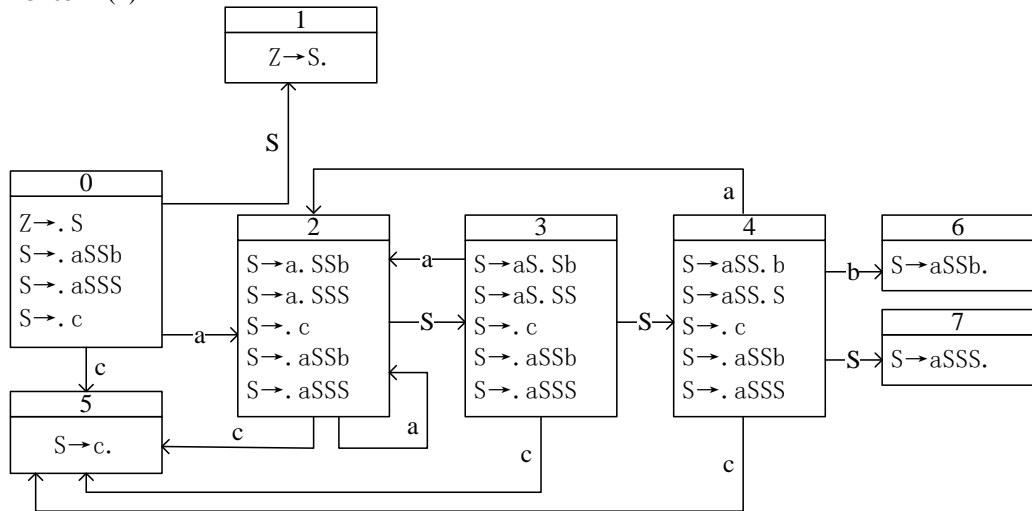 1
Z→S.
S
0
Z→.S
S→.aSSb
S→.aSSS
S→.c
a
c
5
S→c.
2
S→a.SSb
S→a.SSS
S→.c
S→.aSSb
S→.aSSS
a
c
S
a
3
S→aS.Sb
S→aS.SS
S→.c
S→.aSSb
S→.aSSS
c
S
a
4
S→aSS.b
S→aSS.S
S→.c
S→.aSSb
S→.aSSS
c
b
S
6
S→aSSb.
7
S→aSSS.